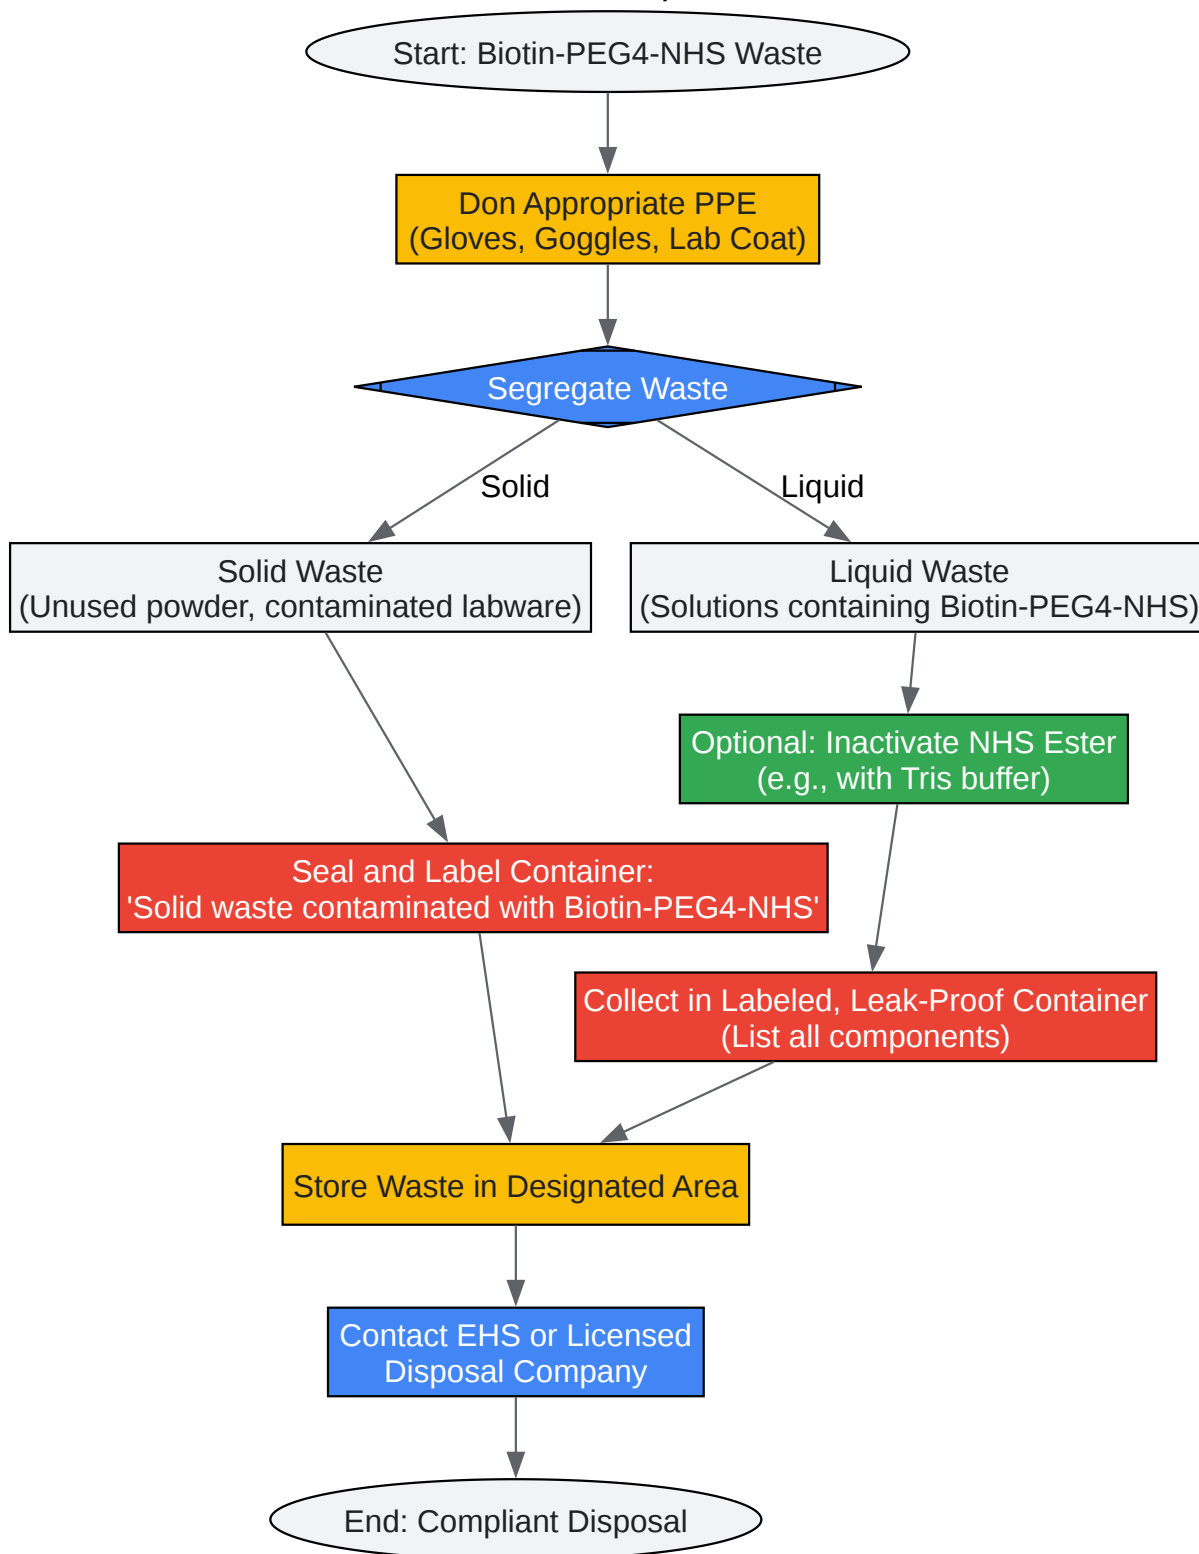 Start: Biotin-PEG4-NHS Waste
Don Appropriate PPE
(Gloves, Goggles, Lab Coat)
Segregate Waste
Solid
Liquid
Solid Waste
(Unused powder, contaminated labware)
Liquid Waste
(Solutions containing Biotin-PEG4-NHS)
Optional: Inactivate NHS Ester
(e.g., with Tris buffer)
Seal and Label Container:
'Solid waste contaminated with Biotin-PEG4-NHS'
Collect in Labeled, Leak-Proof Container
(List all components)
Store Waste in Designated Area
Contact EHS or Licensed
Disposal Company
End: Compliant Disposal